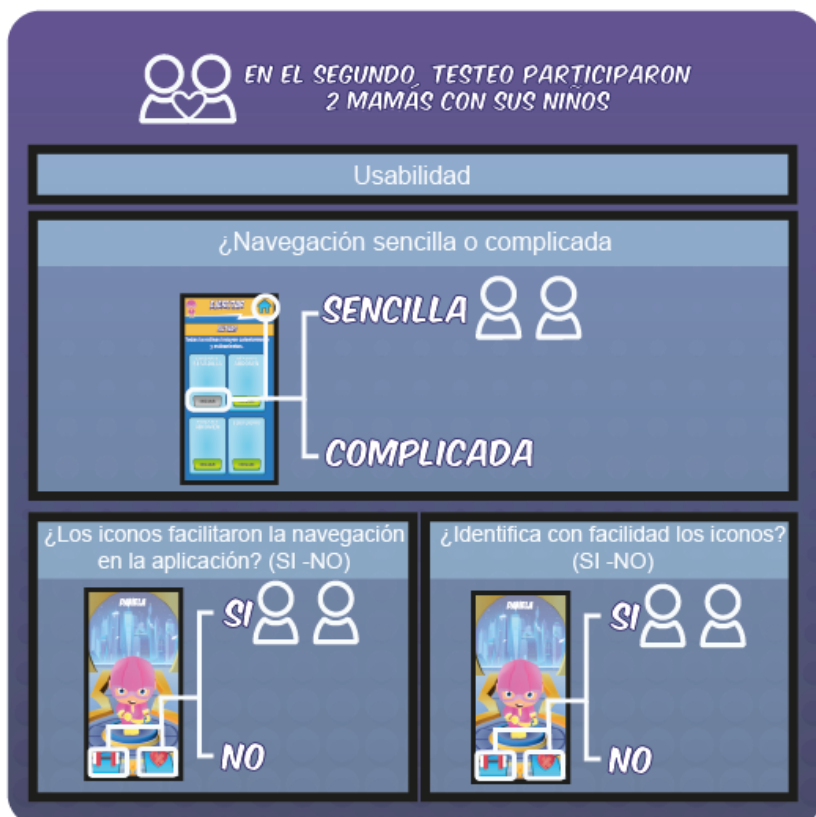 EN EL SEGUNDO, TESTEO PARTICIPARON
2 MAMÁS CON SUS NIÑOS
Usabilidad
¿Navegación sencilla o complicada
SENCILLA
COMPLICADA
¿Los iconos facilitaron la navegación
en la aplicación? (SI -NO)
SI
NO
¿Identifica con facilidad los iconos?
(SI -NO)
SI
NO